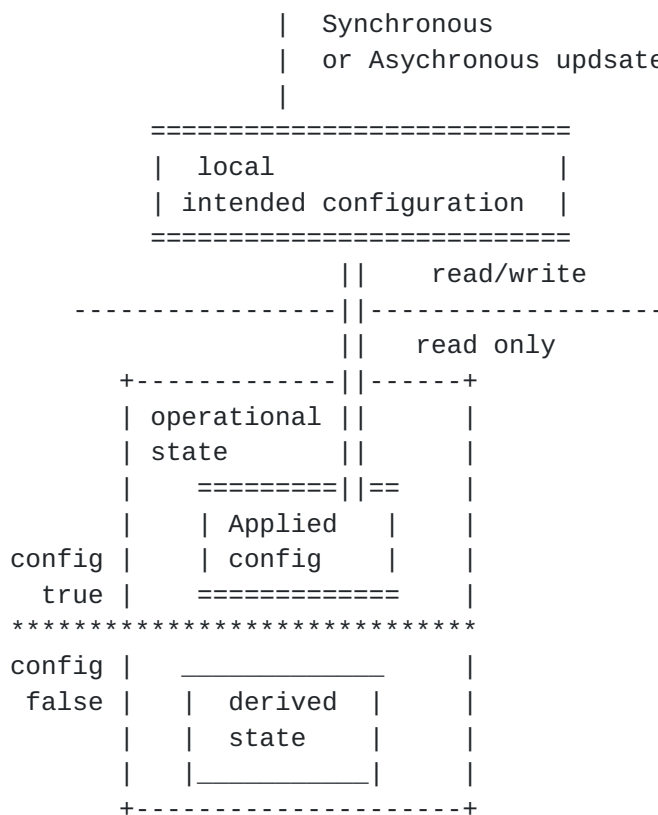 Synchronous
or Asychronous updsate
local
intended configuration
read/write
read only
operational
state
Applied
config config
true
config
false derived
state